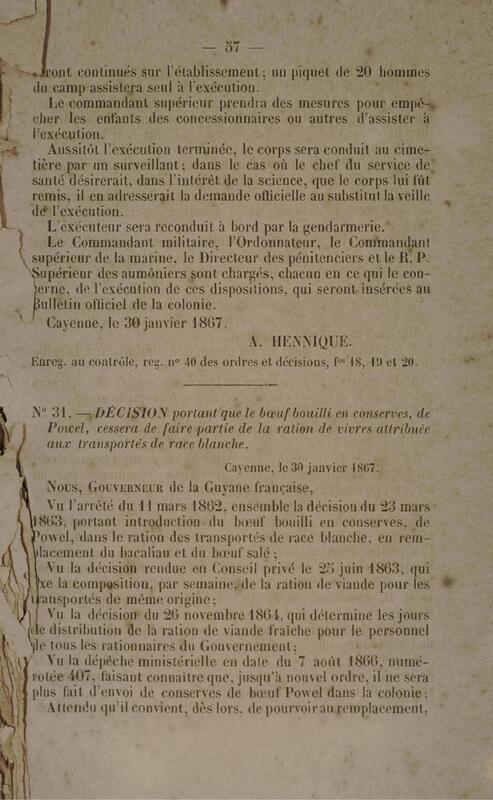 — 57 —
seront continués sur l'établissement; un piquet de 20 hommes
du camp assistera seul à l'exécution.
Le commandant supérieur prendra des mesures pour empê-
cher les enfants des concessionnaires ou autres d'assister à
l'exécution.
Aussitôt l'exécution terminée, le corps sera conduit au cime-
tière par un surveillant; dans le cas où le chef du service de
santé désirerait, dans l'intérêt de la science, que le corps lui fût
remis, il en adresserait la demande officielle au substitut la veille
de l'exécution.
L'exécuteur sera reconduit à bord par la gendarmerie.
Le Commandant militaire, l'Ordonnateur, le Commandant
supérieur de la marine, le Directeur des pénitenciers et le R. P.
Supérieur des aumôniers sont chargés, chacun en ce qui le con-
cerne, de l'exécution de ces dispositions, qui seront insérées au
Bulletin officiel de la colonie.
Cayenne, le 30 janvier 1867.
A. HENNIQUE.
Enreg. au contrôle, reg. nº 40 des ordres et décisions, fos 18, 19 et 20.
Nº 31. — DÉCISION portant que le bœuf bouilli en conserves, de
Powel, cessera de faire partie de la ration de vivres attribuée
aux transportés de race blanche.
Cayenne, le 30 janvier 1867.
NOUS, GOUVERNEUR de la Guyane française,
Vu l'arrêté du 11 mars 1862, ensemble la décision du 23 mars
1863, portant introduction du bœuf bouilli en conserves, de
Powel, dans le ration des transportés de race blanche, en rem-
placement du bacaliau et du bœuf salé;
Vu la décision rendue en Conseil privé le 25 juin 1863, qui
fixe la composition, par semaine, de la ration de viande pour les
transportés de même origine;
Vu la décision du 26 novembre 1864, qui détermine les jours
de distribution de la ration de viande fraîche pour le personnel
de tous les rationnaires du Gouvernement;
Vu la dépêche ministérielle en date du 7 août 1866, numé-
rotée 407, faisant connaître que, jusqu'à nouvel ordre, il ne sera
plus fait d'envoi de conserves de bœuf Powel dans la colonie;
Attendu qu'il convient, dès lors, de pourvoir au remplacement,